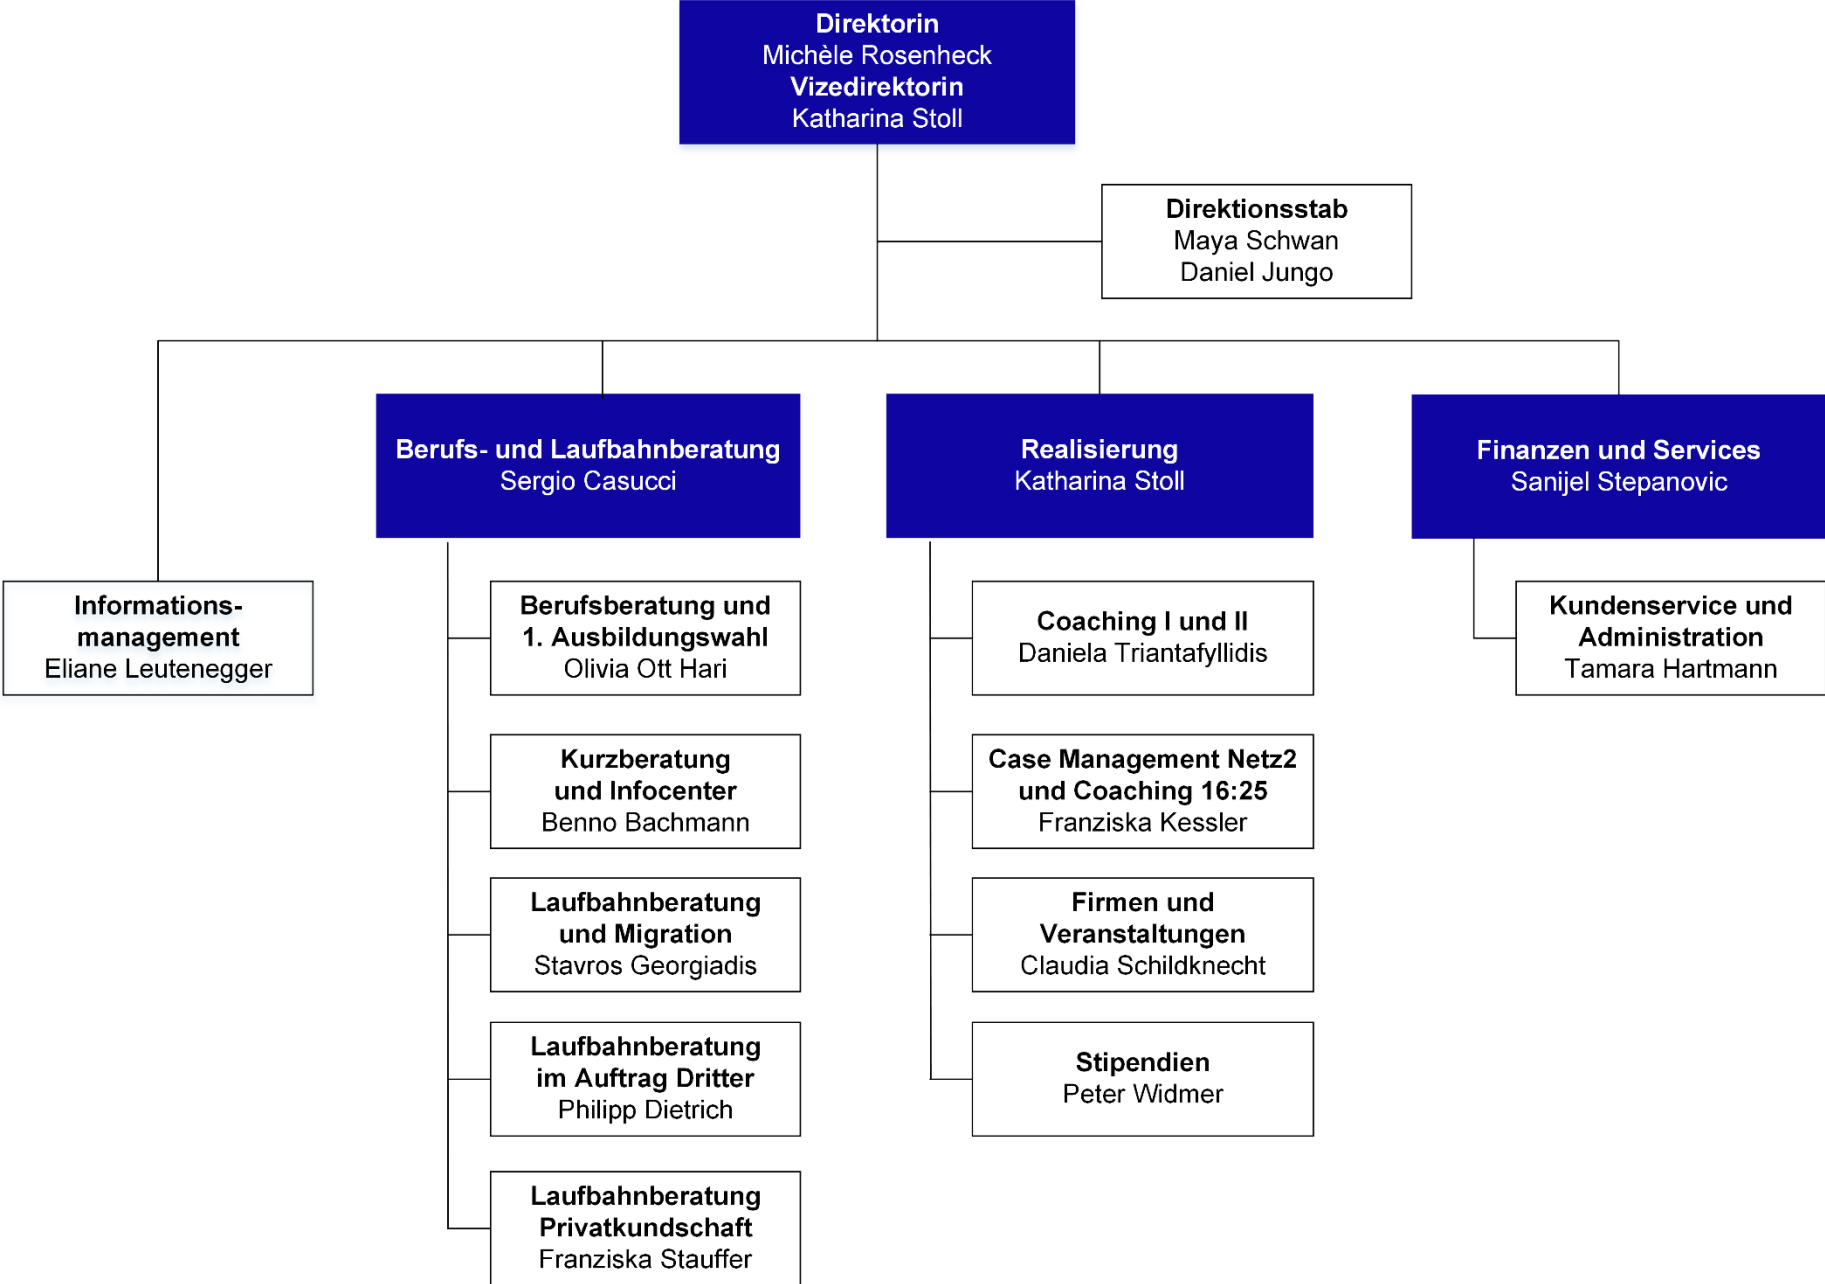 Direktorin
Michèle Rosenheck
Vizedirektorin
Katharina Stoll
Direktionsstab
Maya Schwan
Daniel Jungo
Berufs- und Laufbahnberatung
Sergio Casucci
Realisierung
Katharina Stoll
Finanzen und Services
Sanijel Stepanovic
Informations-
management
Eliane Leutenegger
Berufsberatung und
1. Ausbildungswahl
Olivia Ott Hari
Kurzberatung
und Infocenter
Benno Bachmann
Laufbahnberatung
und Migration
Stavros Georgiadis
Laufbahnberatung
im Auftrag Dritter
Philipp Dietrich
Laufbahnberatung
Privatkundschaft
Franziska Stauffer
Coaching I und II
Daniela Triantafyllidis
Case Management Netz2
und Coaching 16:25
Franziska Kessler
Firmen und
Veranstaltungen
Claudia Schildknecht
Stipendien
Peter Widmer
Kundenservice und
Administration
Tamara Hartmann